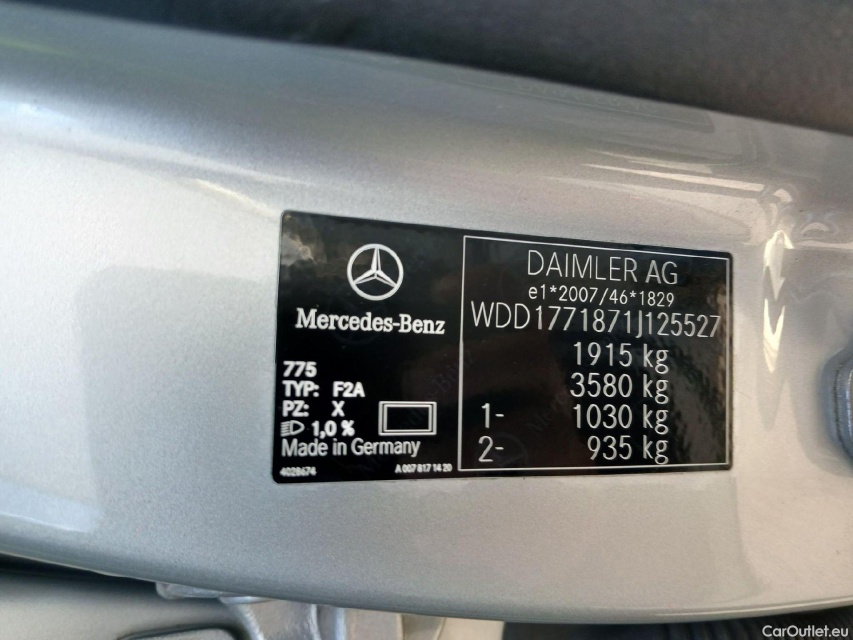 Mercedes-Benz
775
TYP: F2A
PZ: X
1,0 %
Made in Germany
4028674 A 007 817 14 20
DAIMLER AG
e1*2007/46*1829
WDD1771871J125527
1915 kg
3580 kg
1- 1030 kg
2- 935 kg
CarOutlet.eu